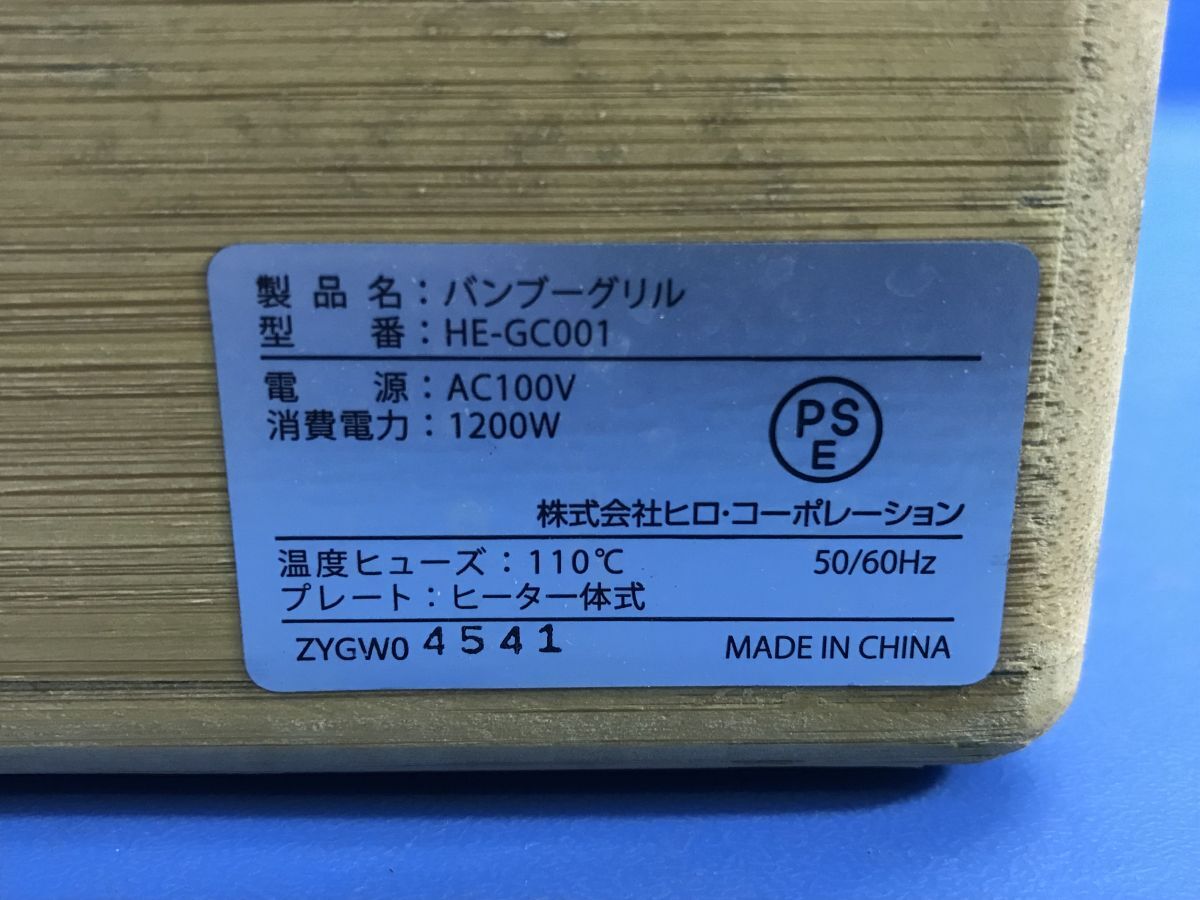 製品名：バンブーグリル
型番：HE-GC001
電源：AC100V
消費電力：1200W
PSE
株式会社ヒロ・コーポレーション
温度ヒューズ：110℃ 50/60Hz
プレート：ヒーター一体式
ZYGW0 4541 MADE IN CHINA